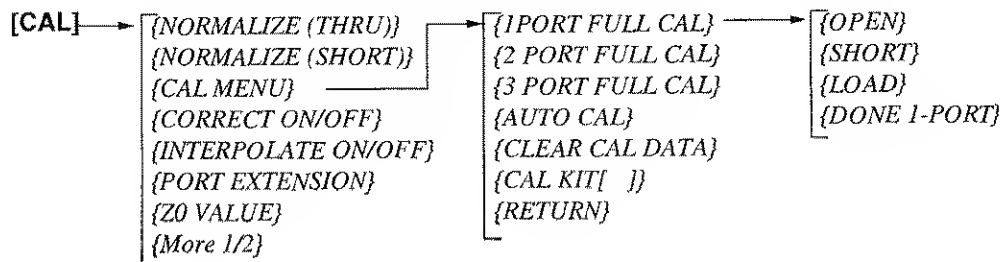 [CAL]
{NORMALIZE (THRU)}
{NORMALIZE (SHORT)}
{CAL MENU}
{CORRECT ON/OFF}
{INTERPOLATE ON/OFF}
{PORT EXTENSION}
{Z0 VALUE}
{More 1/2}
{1PORT FULL CAL}
{2 PORT FULL CAL}
{3 PORT FULL CAL}
{AUTO CAL}
{CLEAR CAL DATA}
{CAL KIT[ ]}
{RETURN}
{OPEN}
{SHORT}
{LOAD}
{DONE 1-PORT}